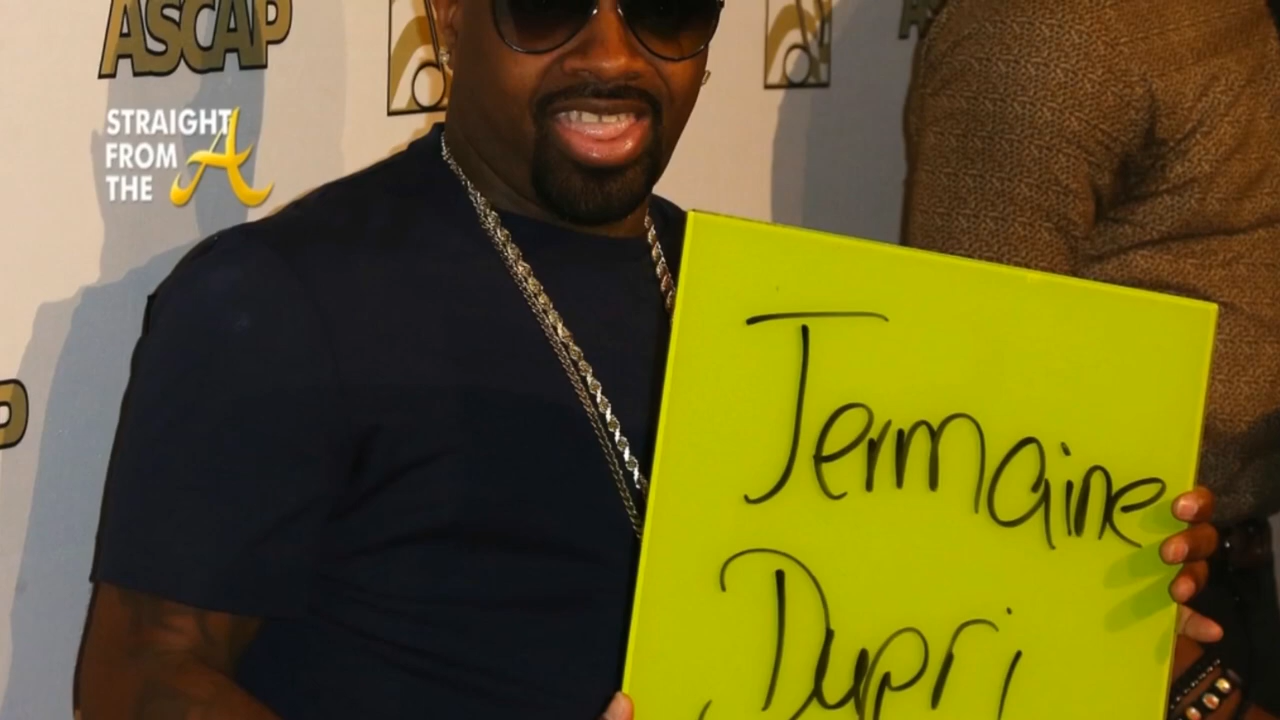 ASCAP
STRAIGHT
FROM
THE A
Jermaine
Dupri